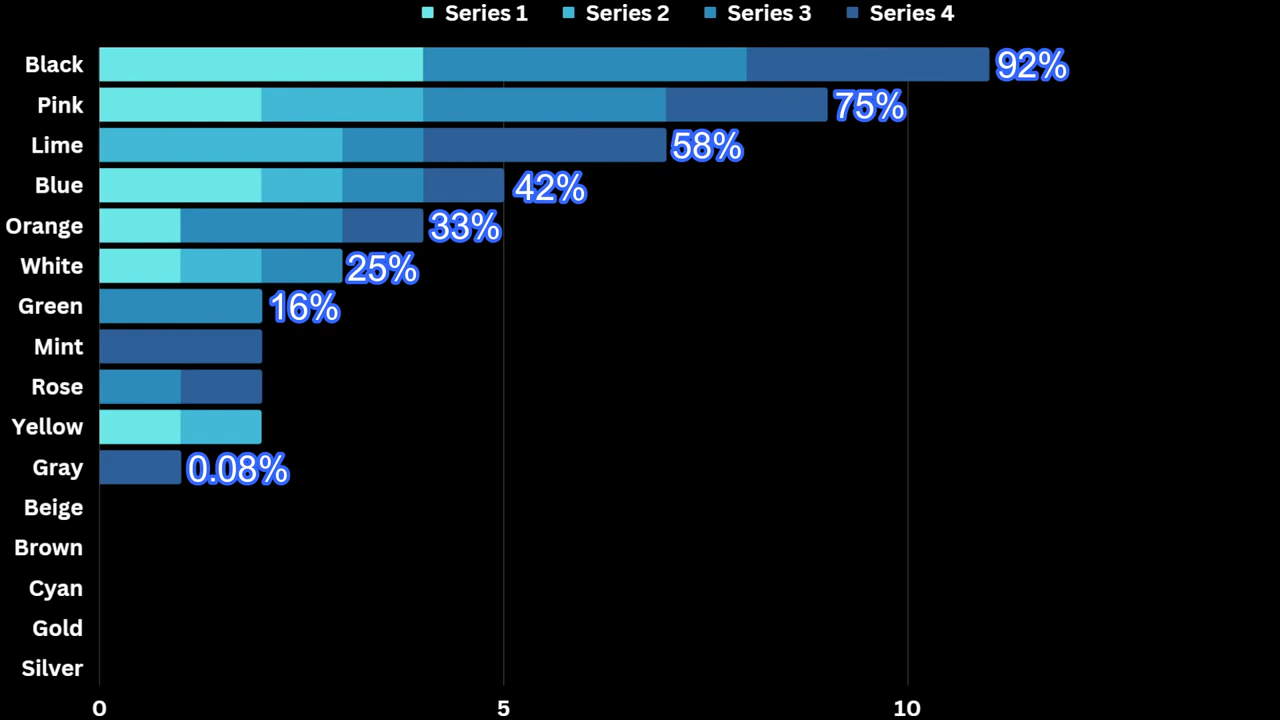 Series 1 Series 2 Series 3 Series 4
Black 92%
Pink 75%
Lime 58%
Blue 42%
Orange 33%
White 25%
Green 16%
Mint
Rose
Yellow
Gray 0.08%
Beige
Brown
Cyan
Gold
Silver
0 5 10